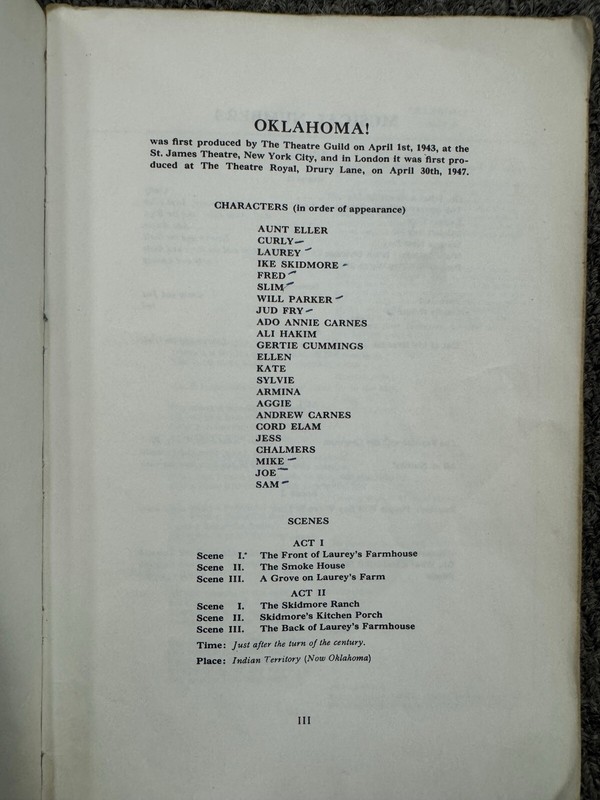 OKLAHOMA!
was first produced by The Theatre Guild on April 1st, 1943, at the
St. James Theatre, New York City, and in London it was first pro-
duced at The Theatre Royal, Drury Lane, on April 30th, 1947.
CHARACTERS (in order of appearance)
AUNT ELLER
CURLY
LAUREY
IKE SKIDMORE
FRED
SLIM
WILL PARKER
JUD FRY
ADO ANNIE CARNES
ALI HAKIM
GERTIE CUMMINGS
ELLEN
KATE
SYLVIE
ARMINA
AGGIE
ANDREW CARNES
CORD ELAM
JESS
CHALMERS
MIKE
JOE
SAM
SCENES
ACT I
Scene I. The Front of Laurey's Farmhouse
Scene II. The Smoke House
Scene III. A Grove on Laurey's Farm
ACT II
Scene I. The Skidmore Ranch
Scene II. Skidmore's Kitchen Porch
Scene III. The Back of Laurey's Farmhouse
Time: Just after the turn of the century.
Place: Indian Territory (Now Oklahoma)
III